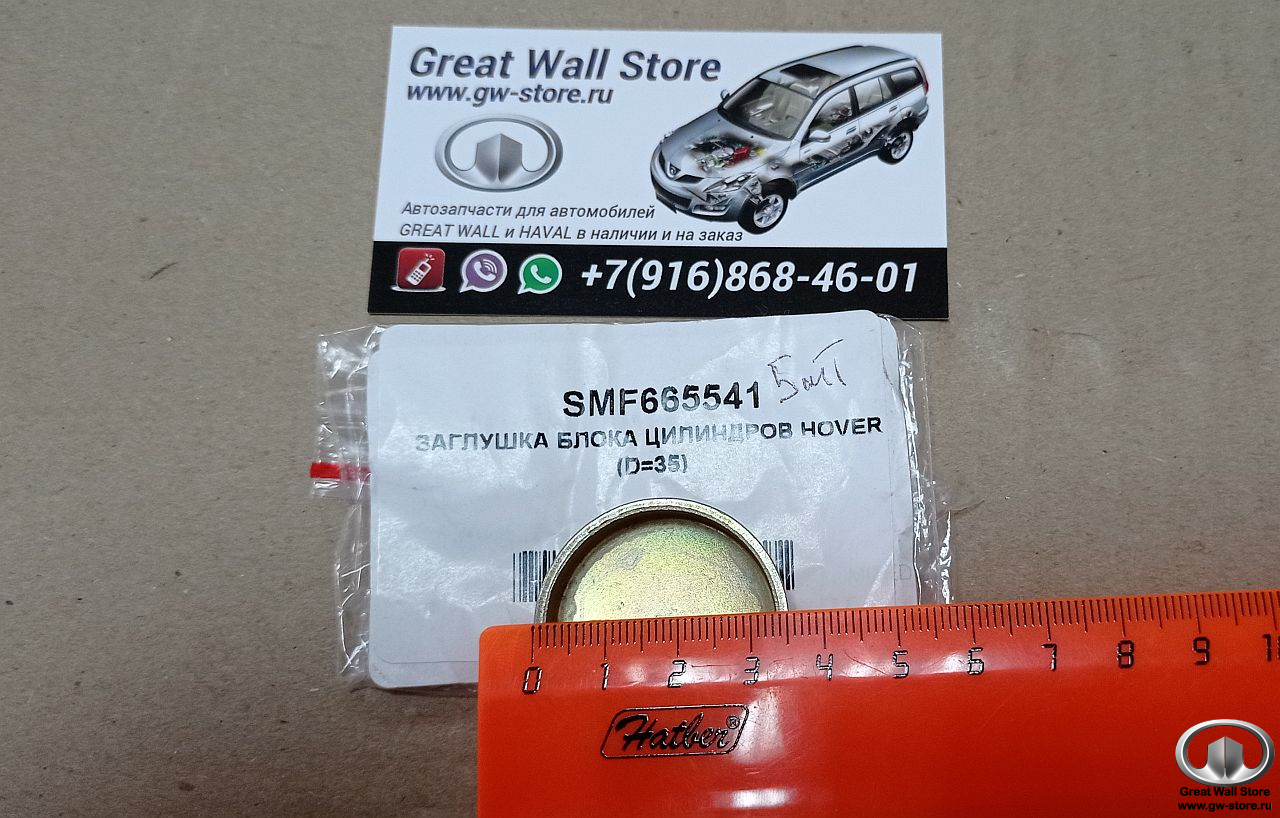 Great Wall Store
www.gw-store.ru
Автозапчасти для автомобилей
GREAT WALL и HAVAL в наличии и на заказ
+7(916)868-46-01
SMF665541 5шт
ЗАГЛУШКА БЛОКА ЦИЛИНДРОВ HOVER
(D=35)
0 1 2 3 4 5 6 7 8 9
Hatber®
Great Wall Store
www.gw-store.ru